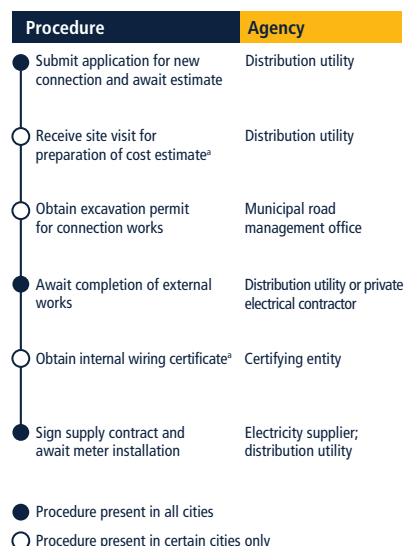 Procedure Agency
Submit application for new Distribution utility
connection and await estimate
Receive site visit for Distribution utility
preparation of cost estimateᵃ
Obtain excavation permit Municipal road
for connection works management office
Await completion of external Distribution utility or private
works electrical contractor
Obtain internal wiring certificateᵃ Certifying entity
Sign supply contract and Electricity supplier;
await meter installation distribution utility
Procedure present in all cities
Procedure present in certain cities only